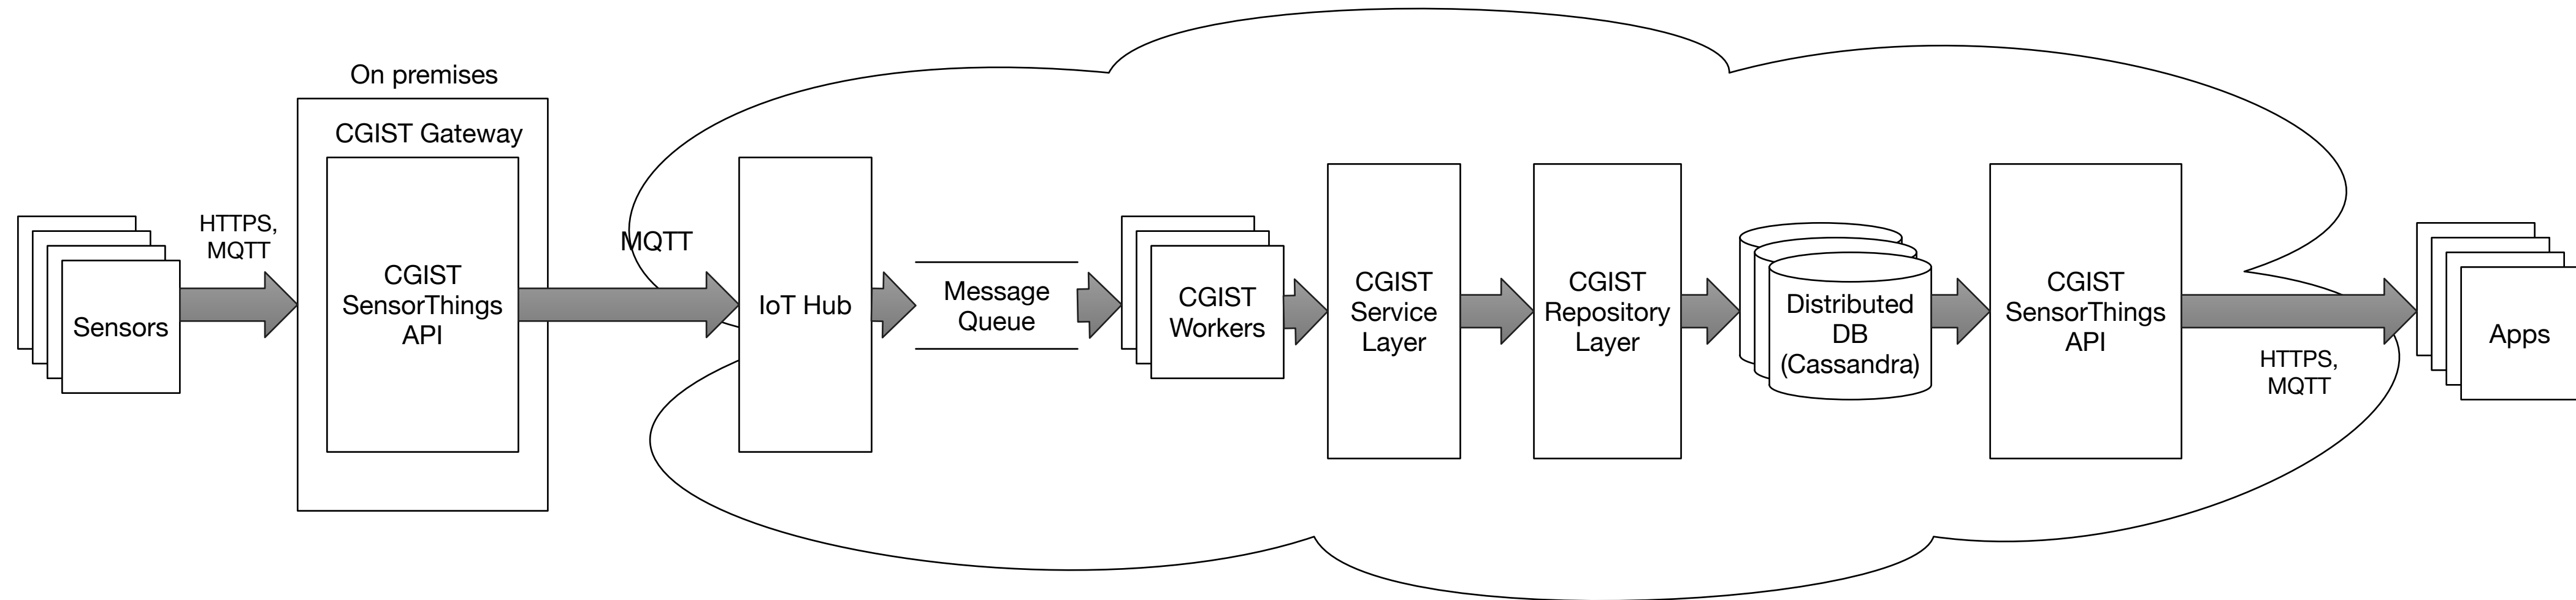 On premises
CGIST Gateway
HTTPS,
MQTT
MQTT
Sensors
CGIST
SensorThings
API
IoT Hub
Message
Queue
CGIST
Workers
CGIST
Service
Layer
CGIST
Repository
Layer
Distributed
DB
(Cassandra)
CGIST
SensorThings
API
HTTPS,
MQTT
Apps